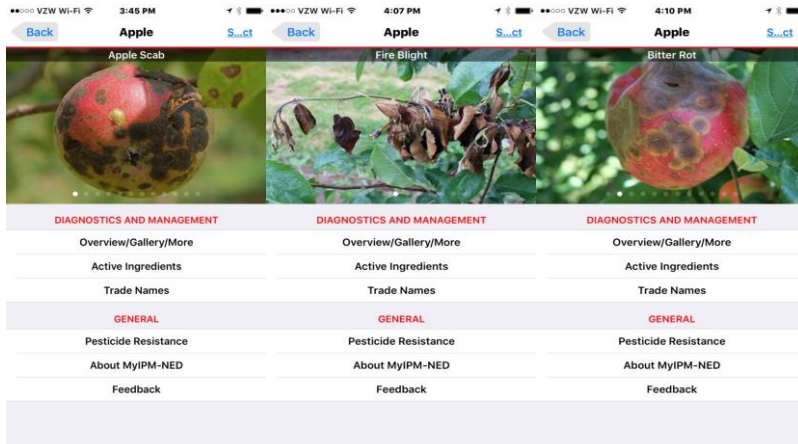 VZW Wi-Fi 3:45 PM
Back Apple S...ct
Apple Scab
DIAGNOSTICS AND MANAGEMENT
Overview/Gallery/More
Active Ingredients
Trade Names
GENERAL
Pesticide Resistance
About MyIPM-NED
Feedback
VZW Wi-Fi 4:07 PM
Back Apple S...ct
Fire Blight
DIAGNOSTICS AND MANAGEMENT
Overview/Gallery/More
Active Ingredients
Trade Names
GENERAL
Pesticide Resistance
About MyIPM-NED
Feedback
VZW Wi-Fi 4:10 PM
Back Apple S...ct
Bitter Rot
DIAGNOSTICS AND MANAGEMENT
Overview/Gallery/More
Active Ingredients
Trade Names
GENERAL
Pesticide Resistance
About MyIPM-NED
Feedback